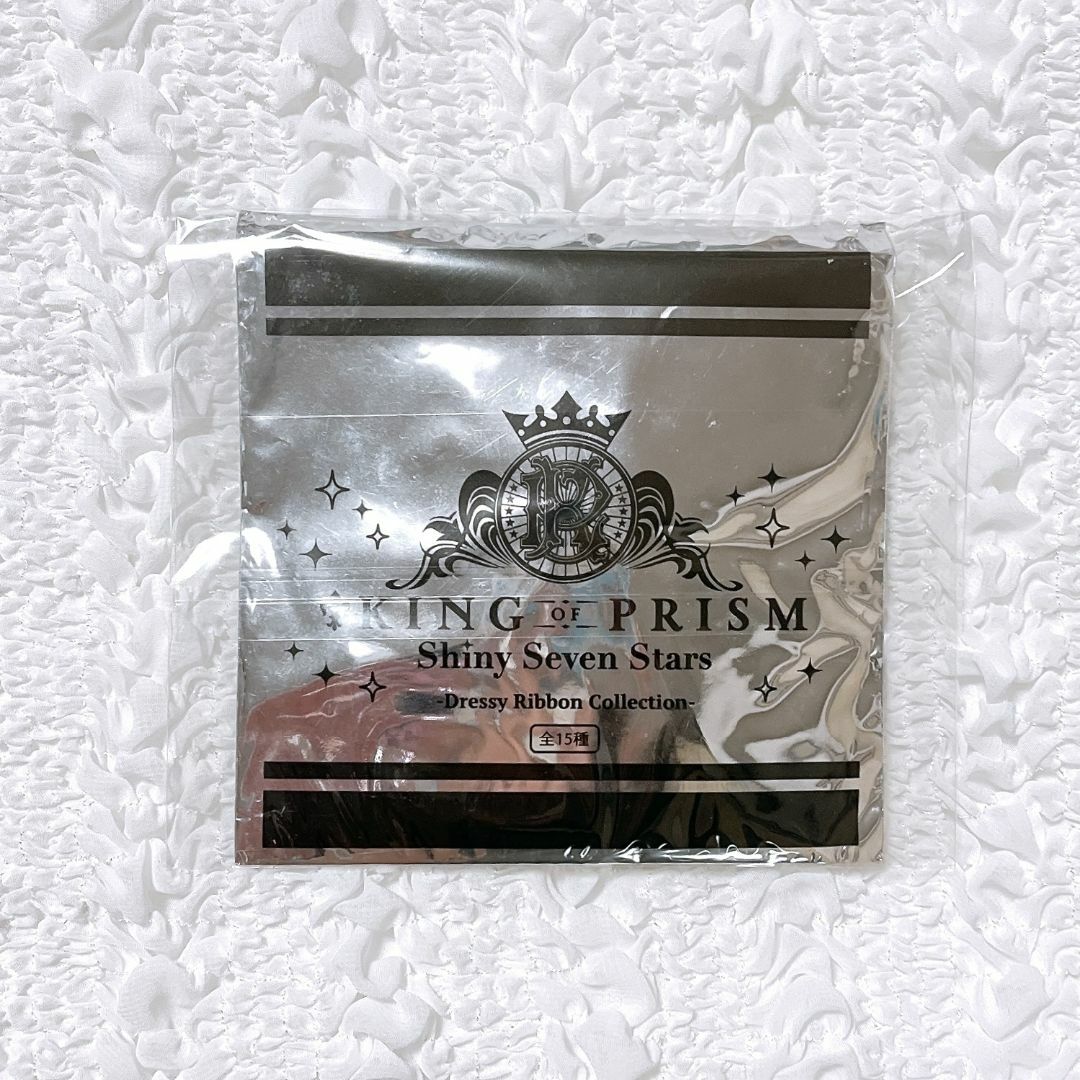 KING OF PRISM
Shiny Seven Stars
-Dressy Ribbon Collection-
全15種